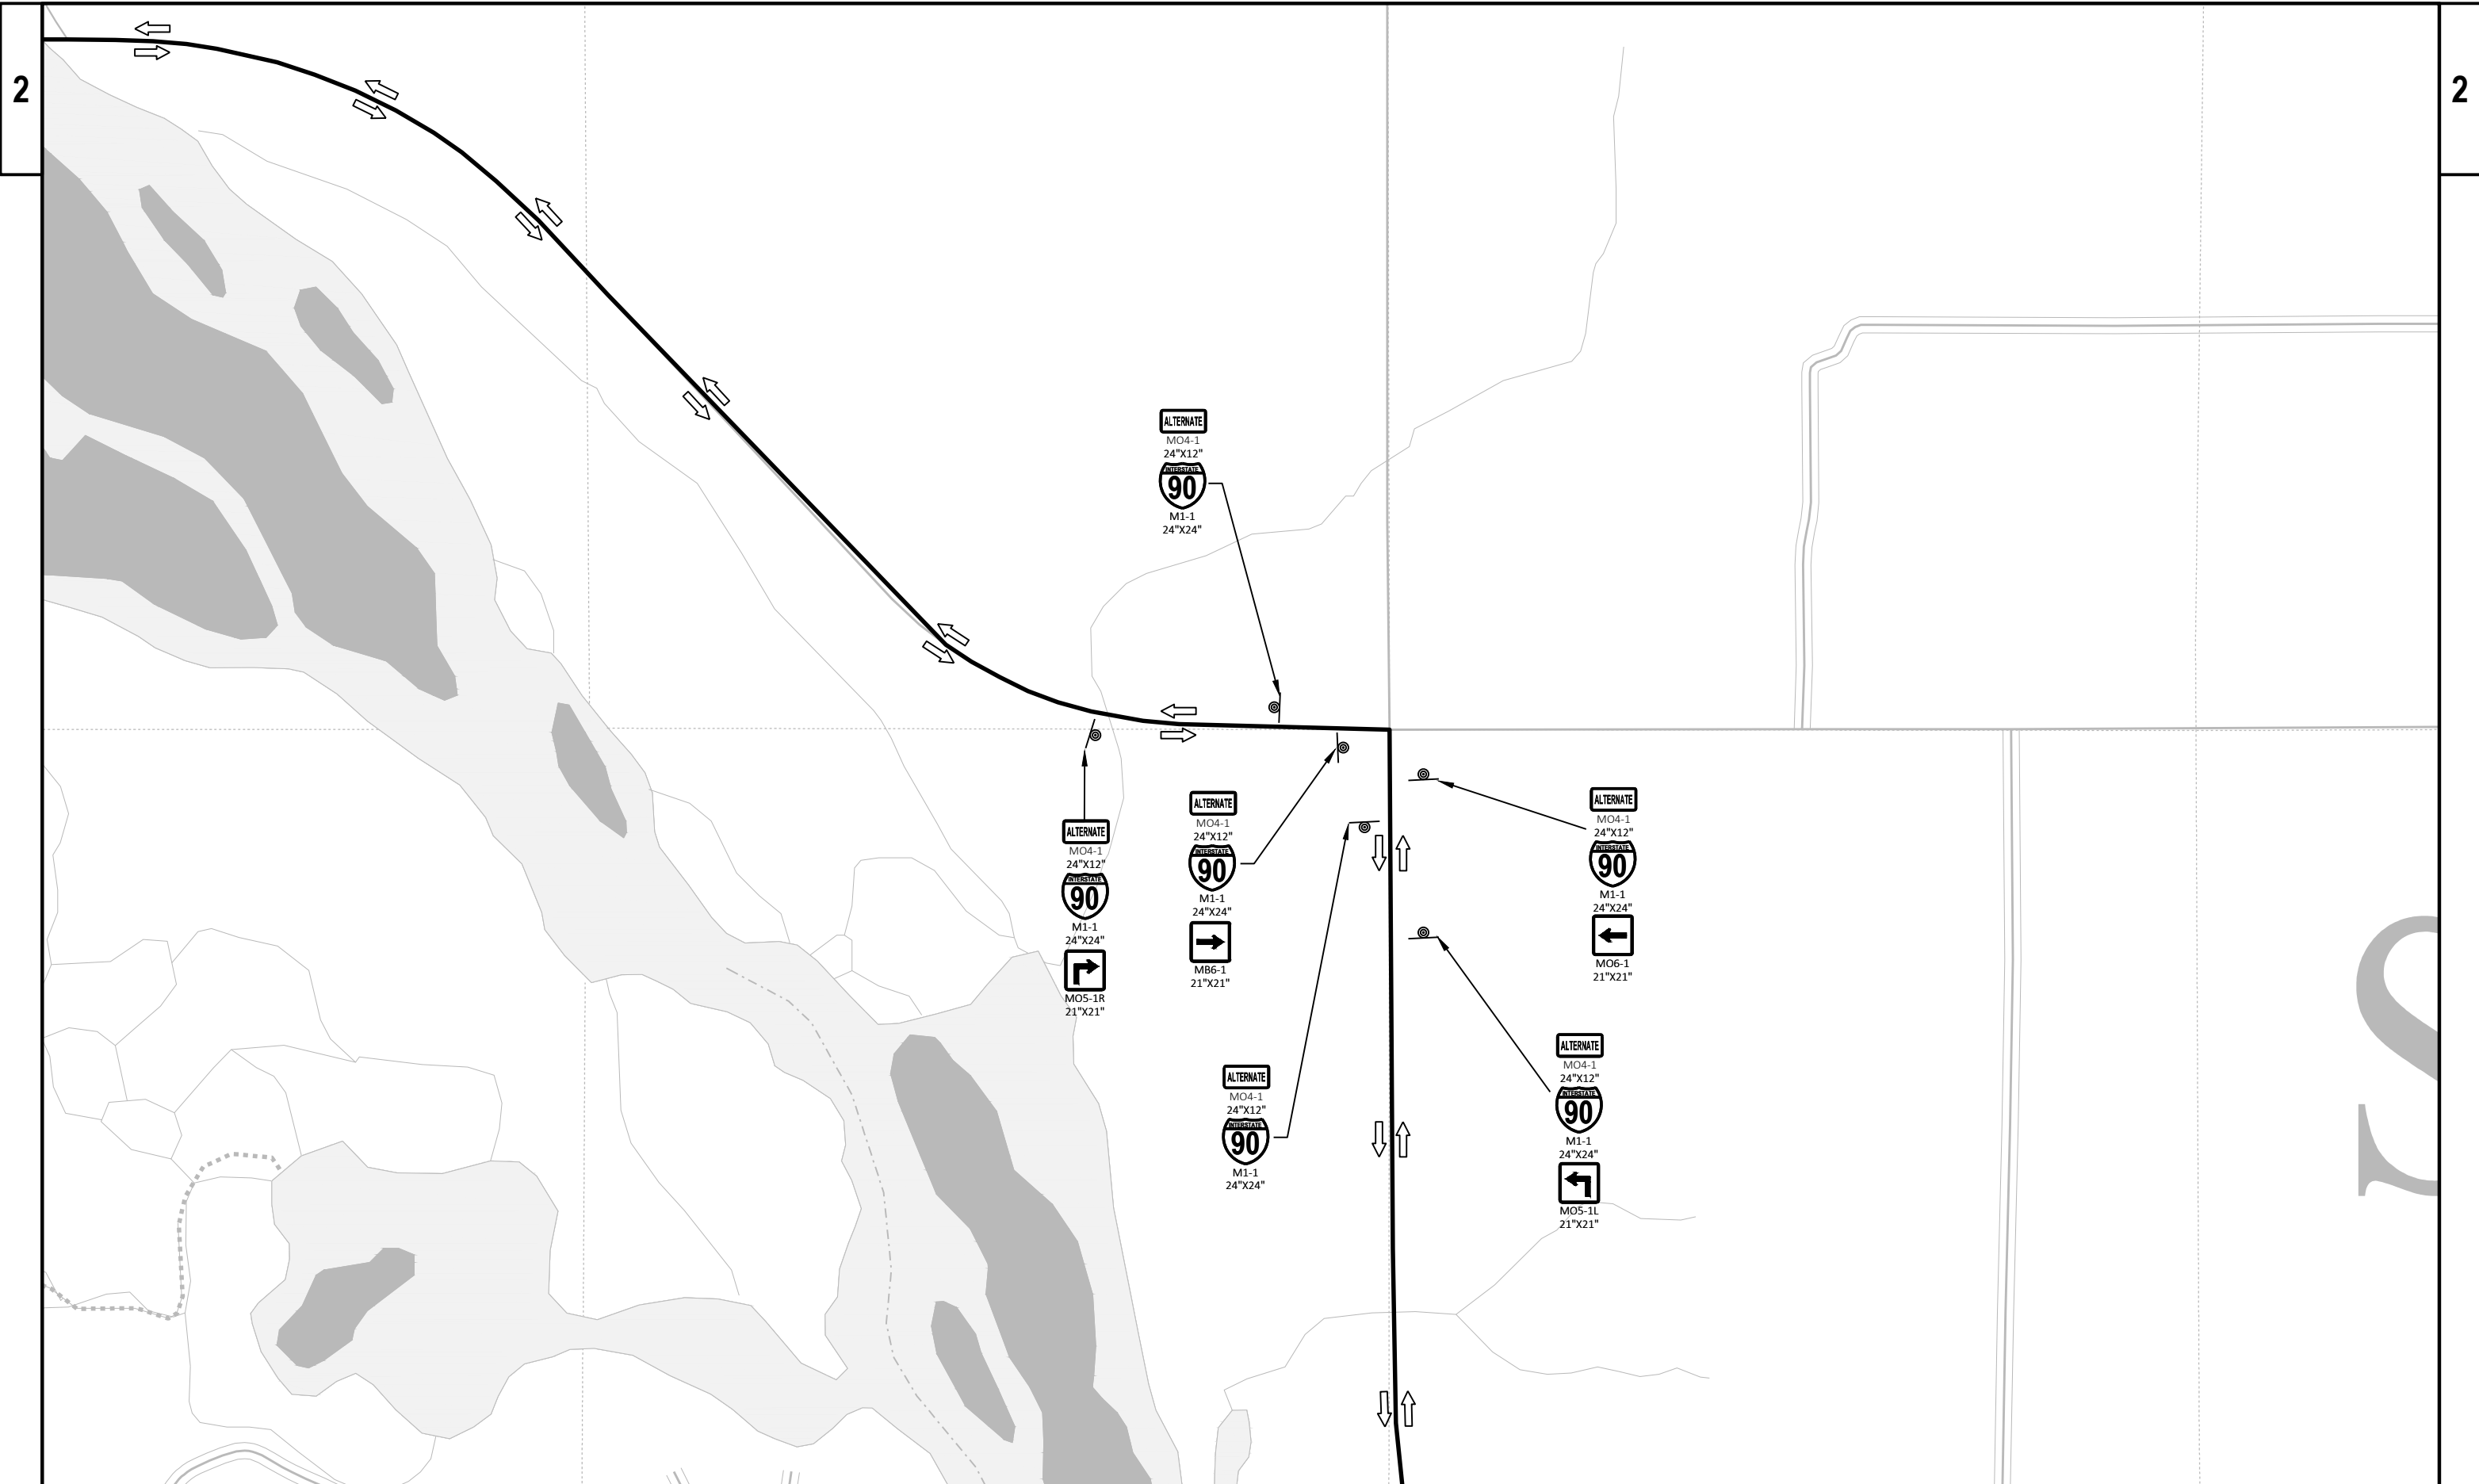 2
2
ALTERNATE
MO4-1
24"X12"
INTERSTATE
90
M1-1
24"X24"
ALTERNATE
MO4-1
24"X12"
INTERSTATE
90
M1-1
24"X24"
MO5-1R
21"X21"
ALTERNATE
MO4-1
24"X12"
INTERSTATE
90
M1-1
24"X24"
MB6-1
21"X21"
ALTERNATE
MO4-1
24"X12"
INTERSTATE
90
M1-1
24"X24"
MO6-1
21"X21"
ALTERNATE
MO4-1
24"X12"
INTERSTATE
90
M1-1
24"X24"
ALTERNATE
MO4-1
24"X12"
INTERSTATE
90
M1-1
24"X24"
MO5-1L
21"X21"
S